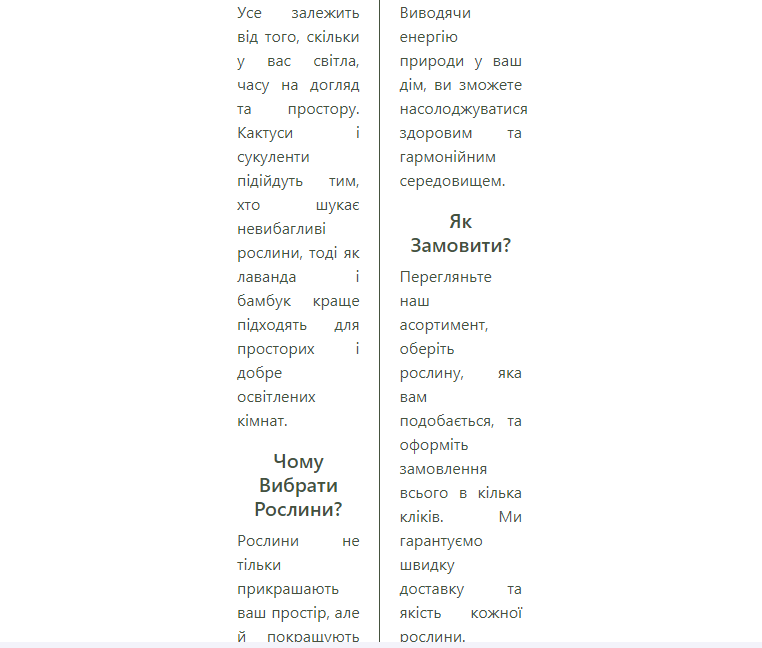 Усе залежить
від того, скільки
у вас світла,
часу на догляд
та простору.
Кактуси і
сукуленти
підійдуть тим,
хто шукає
невибагливі
рослини, тоді як
лаванда і
бамбук краще
підходять для
просторих і
добре
освітлених
кімнат.
Чому
Вибрати
Рослини?
Рослини не
тільки
прикрашають
ваш простір, але
й покращують
Виводячи
енергію
природи у ваш
дім, ви зможете
насолоджуватися
здоровим та
гармонійним
середовищем.
Як
Замовити?
Перегляньте
наш
асортимент,
оберіть
рослину, яка
вам
подобається, та
оформіть
замовлення
всього в кілька
кліків. Ми
гарантуємо
швидку
доставку та
якість кожної
рослини.